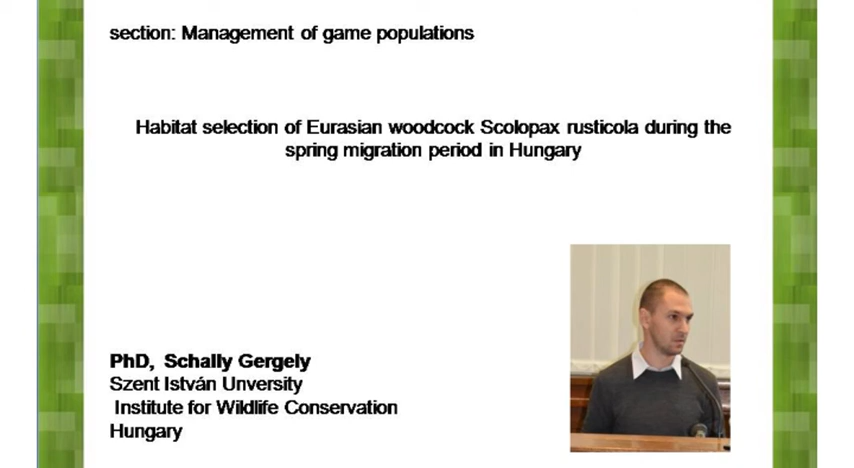 section: Management of game populations
Habitat selection of Eurasian woodcock Scolopax rusticola during the
spring migration period in Hungary
PhD, Schally Gergely
Szent István Unversity
Institute for Wildlife Conservation
Hungary